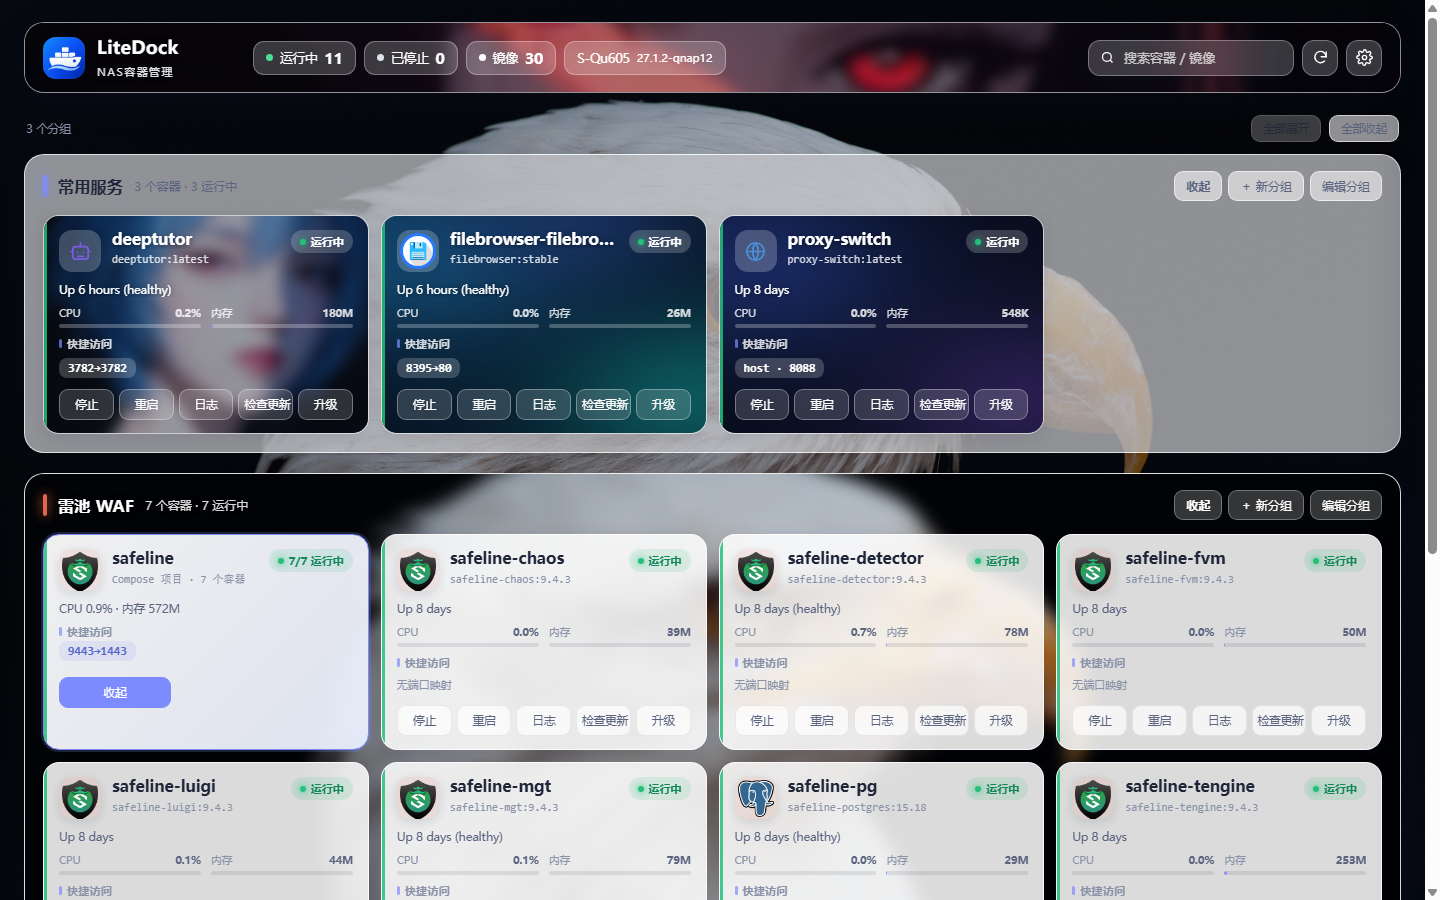 LiteDock
NAS容器管理
运行中 11
已停止 0
镜像 30
S-Qu605 27.1.2-qnap12
搜索容器 / 镜像
3 个分组
全部展开
全部收起
常用服务 3 个容器 · 3 运行中
收起
+ 新分组
编辑分组
deeptutor
运行中
deeptutor:latest
Up 6 hours (healthy)
CPU 0.2% 内存 180M
快捷访问
3782→3782
停止 重启 日志 检查更新 升级
filebrowser-filebro...
运行中
filebrowser:stable
Up 6 hours (healthy)
CPU 0.0% 内存 26M
快捷访问
8395→80
停止 重启 日志 检查更新 升级
proxy-switch
运行中
proxy-switch:latest
Up 8 days
CPU 0.0% 内存 548K
快捷访问
host · 8088
停止 重启 日志 检查更新 升级
雷池 WAF 7 个容器 · 7 运行中
收起
+ 新分组
编辑分组
safeline
7/7 运行中
Compose 项目 · 7 个容器
CPU 0.9% · 内存 572M
快捷访问
9443→1443
收起
safeline-chaos
运行中
safeline-chaos:9.4.3
Up 8 days
CPU 0.0% 内存 39M
快捷访问
无端口映射
停止 重启 日志 检查更新 升级
safeline-detector
运行中
safeline-detector:9.4.3
Up 8 days (healthy)
CPU 0.7% 内存 78M
快捷访问
无端口映射
停止 重启 日志 检查更新 升级
safeline-fvm
运行中
safeline-fvm:9.4.3
Up 8 days
CPU 0.0% 内存 50M
快捷访问
无端口映射
停止 重启 日志 检查更新 升级
safeline-luigi
运行中
safeline-luigi:9.4.3
Up 8 days
CPU 0.1% 内存 44M
快捷访问
safeline-mgt
运行中
safeline-mgt:9.4.3
Up 8 days (healthy)
CPU 0.1% 内存 79M
快捷访问
safeline-pg
运行中
safeline-postgres:15.18
Up 8 days (healthy)
CPU 0.0% 内存 29M
快捷访问
safeline-tengine
运行中
safeline-tengine:9.4.3
Up 8 days
CPU 0.0% 内存 253M
快捷访问